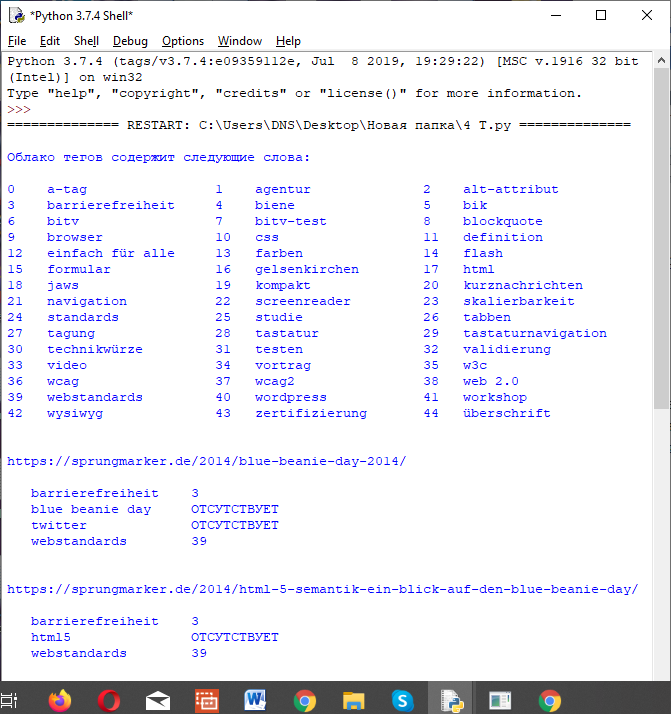 *Python 3.7.4 Shell*
File Edit Shell Debug Options Window Help
Python 3.7.4 (tags/v3.7.4:e09359112e, Jul  8 2019, 19:29:22) [MSC v.1916 32 bit
(Intel)] on win32
Type "help", "copyright", "credits" or "license()" for more information.
>>>
============== RESTART: C:\Users\DNS\Desktop\Новая папка\4 Т.py ==============
Облако тегов содержит следующие слова:
0 a-tag 1 agentur 2 alt-attribut
3 barrierefreiheit 4 biene 5 bik
6 bitv 7 bitv-test 8 blockquote
9 browser 10 css 11 definition
12 einfach für alle 13 farben 14 flash
15 formular 16 gelsenkirchen 17 html
18 jaws 19 kompakt 20 kurznachrichten
21 navigation 22 screenreader 23 skalierbarkeit
24 standards 25 studie 26 tabben
27 tagung 28 tastatur 29 tastaturnavigation
30 technikwürze 31 testen 32 validierung
33 video 34 vortrag 35 w3c
36 wcag 37 wcag2 38 web 2.0
39 webstandards 40 wordpress 41 workshop
42 wysiwyg 43 zertifizierung 44 überschrift
https://sprungmarker.de/2014/blue-beanie-day-2014/
barrierefreiheit 3
blue beanie day ОТСУТСТВУЕТ
twitter ОТСУТСТВУЕТ
webstandards 39
https://sprungmarker.de/2014/html-5-semantik-ein-blick-auf-den-blue-beanie-day/
barrierefreiheit 3
html5 ОТСУТСТВУЕТ
webstandards 39